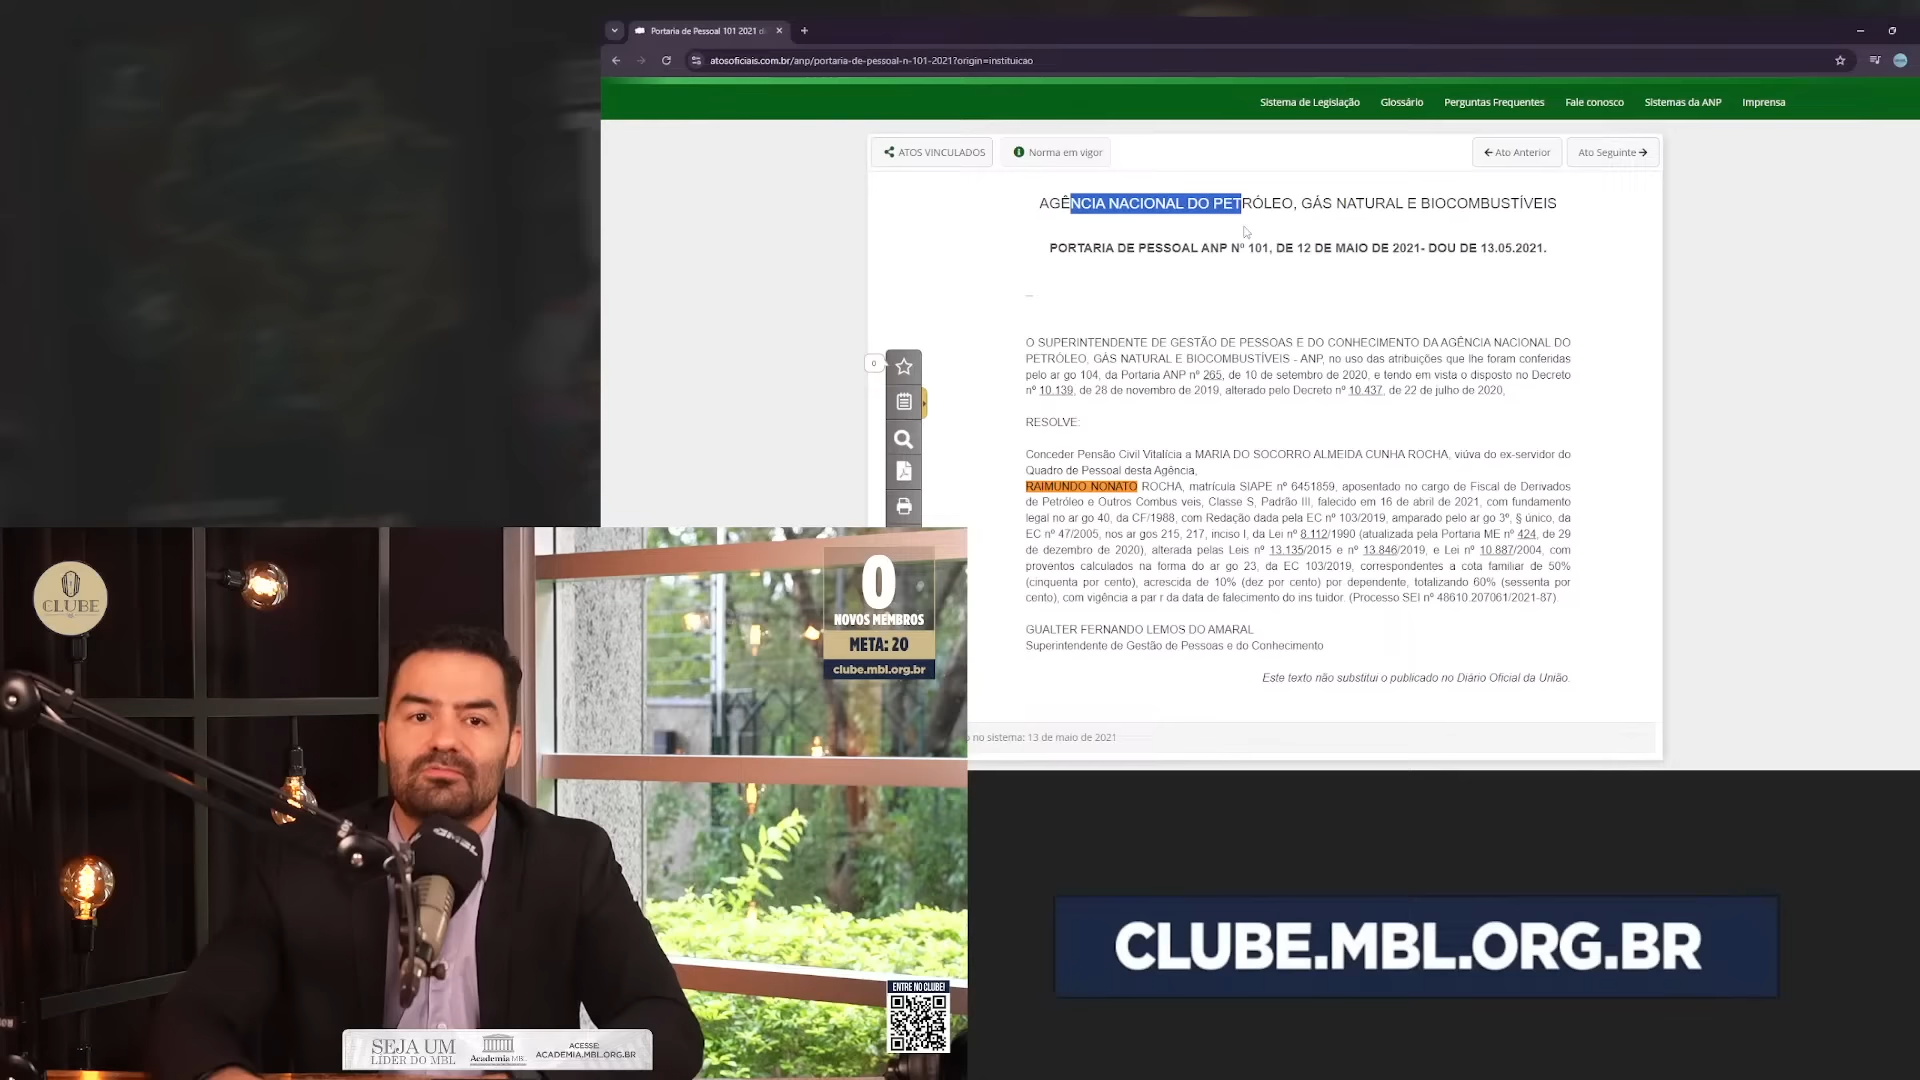 Portaria de Pessoal 101 2021 d
atosoficiais.com.br/anp/portaria-de-pessoal-n-101-2021?origin=instituicao
Sistema de Legislação Glossário Perguntas Frequentes Fale conosco Sistemas da ANP Imprensa
ATOS VINCULADOS Norma em vigor Ato Anterior Ato Seguinte
AGÊNCIA NACIONAL DO PETRÓLEO, GÁS NATURAL E BIOCOMBUSTÍVEIS
PORTARIA DE PESSOAL ANP Nº 101, DE 12 DE MAIO DE 2021- DOU DE 13.05.2021.
O SUPERINTENDENTE DE GESTÃO DE PESSOAS E DO CONHECIMENTO DA AGÊNCIA NACIONAL DO
PETRÓLEO, GÁS NATURAL E BIOCOMBUSTÍVEIS - ANP, no uso das atribuições que lhe foram conferidas
pelo ar go 104, da Portaria ANP nº 265, de 10 de setembro de 2020, e tendo em vista o disposto no Decreto
nº 10.139, de 28 de novembro de 2019, alterado pelo Decreto nº 10.437, de 22 de julho de 2020,
0
RESOLVE:
Conceder Pensão Civil Vitalícia a MARIA DO SOCORRO ALMEIDA CUNHA ROCHA, viúva do ex-servidor do
Quadro de Pessoal desta Agência,
RAIMUNDO NONATO ROCHA, matrícula SIAPE nº 6451859, aposentado no cargo de Fiscal de Derivados
de Petróleo e Outros Combus veis, Classe S, Padrão III, falecido em 16 de abril de 2021, com fundamento
legal no ar go 40, da CF/1988, com Redação dada pela EC nº 103/2019, amparado pelo ar go 3º, § único, da
EC nº 47/2005, nos ar gos 215, 217, inciso I, da Lei nº 8.112/1990 (atualizada pela Portaria ME nº 424, de 29
de dezembro de 2020), alterada pelas Leis nº 13.135/2015 e nº 13.846/2019, e Lei nº 10.887/2004, com
proventos calculados na forma do ar go 23, da EC 103/2019, correspondentes a cota familiar de 50%
(cinquenta por cento), acrescida de 10% (dez por cento) por dependente, totalizando 60% (sessenta por
cento), com vigência a par r da data de falecimento do ins tuidor. (Processo SEI nº 48610.207061/2021-87).
GUALTER FERNANDO LEMOS DO AMARAL
Superintendente de Gestão de Pessoas e do Conhecimento
Este texto não substitui o publicado no Diário Oficial da União.
o no sistema: 13 de maio de 2021
CLUBE
0
NOVOS MEMBROS
META: 20
clube.mbl.org.br
MBL
ENTRE NO CLUBE!
SEJA UM
LÍDER DO MBL
Academia MBL
ACESSE:
ACADEMIA.MBL.ORG.BR
CLUBE.MBL.ORG.BR